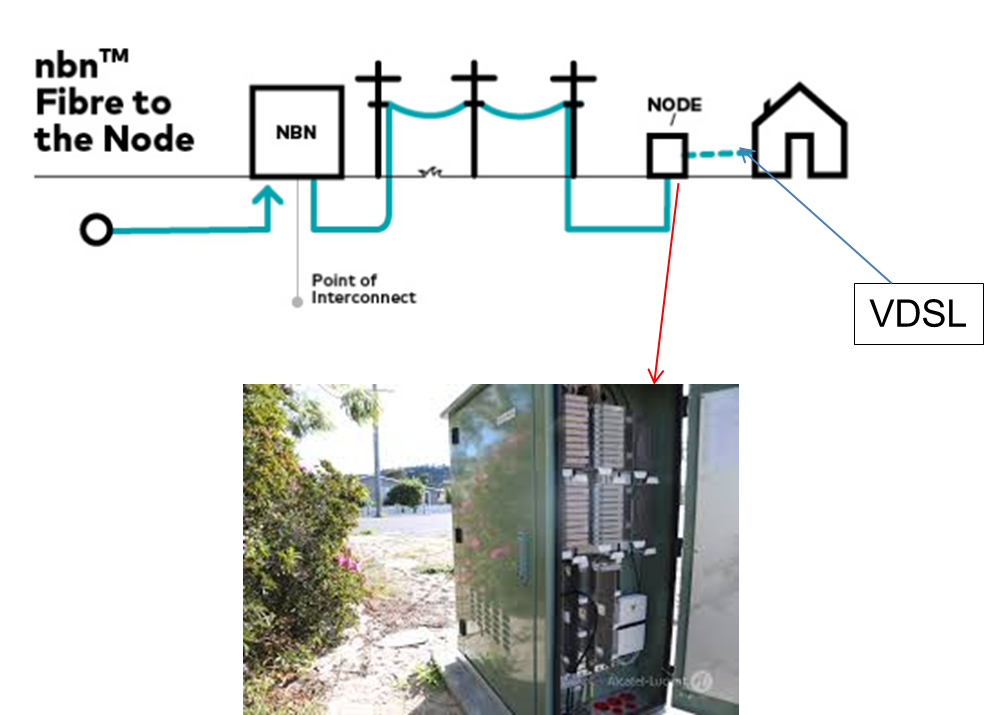 nbn™
Fibre to
the Node
NBN
NODE
Point of
Interconnect
VDSL
Alcatel-Lucent